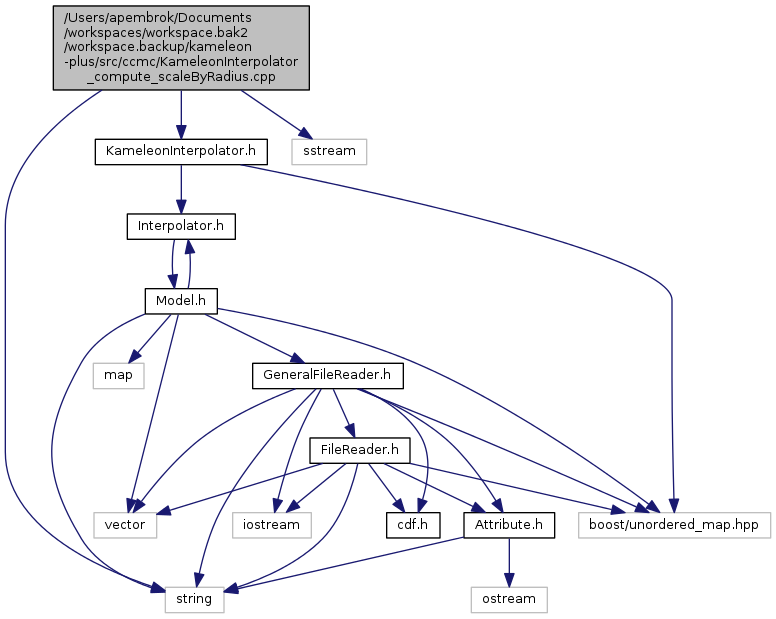 /Users/apembrok/Documents
/workspaces/workspace.bak2
/workspace.backup/kameleon
-plus/src/ccmc/KameleonInterpolator
_compute_scaleByRadius.cpp
KameleonInterpolator.h
sstream
Interpolator.h
Model.h
map
GeneralFileReader.h
FileReader.h
vector
iostream
cdf.h
Attribute.h
boost/unordered_map.hpp
string
ostream